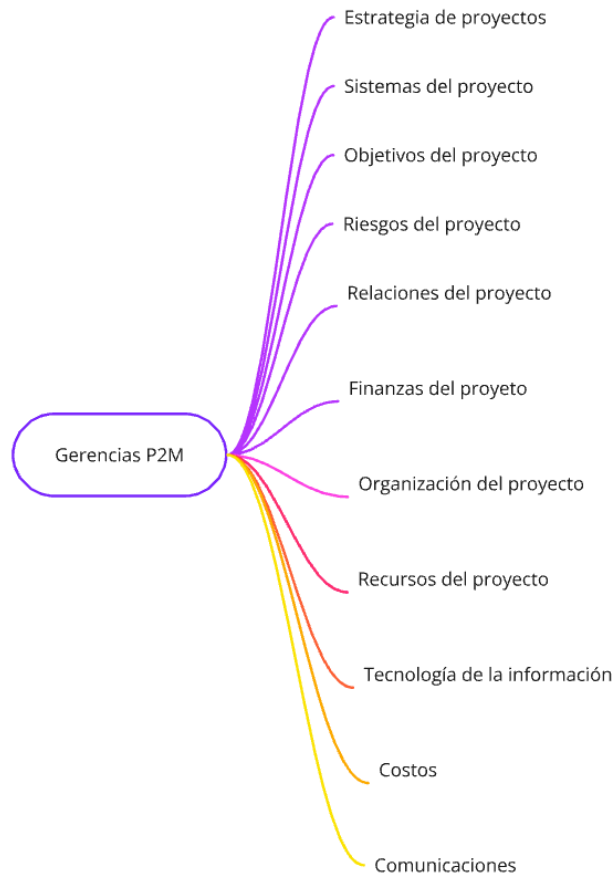 Estrategia de proyectos
Sistemas del proyecto
Objetivos del proyecto
Riesgos del proyecto
Relaciones del proyecto
Finanzas del proyeto
Gerencias P2M
Organización del proyecto
Recursos del proyecto
Tecnología de la información
Costos
Comunicaciones